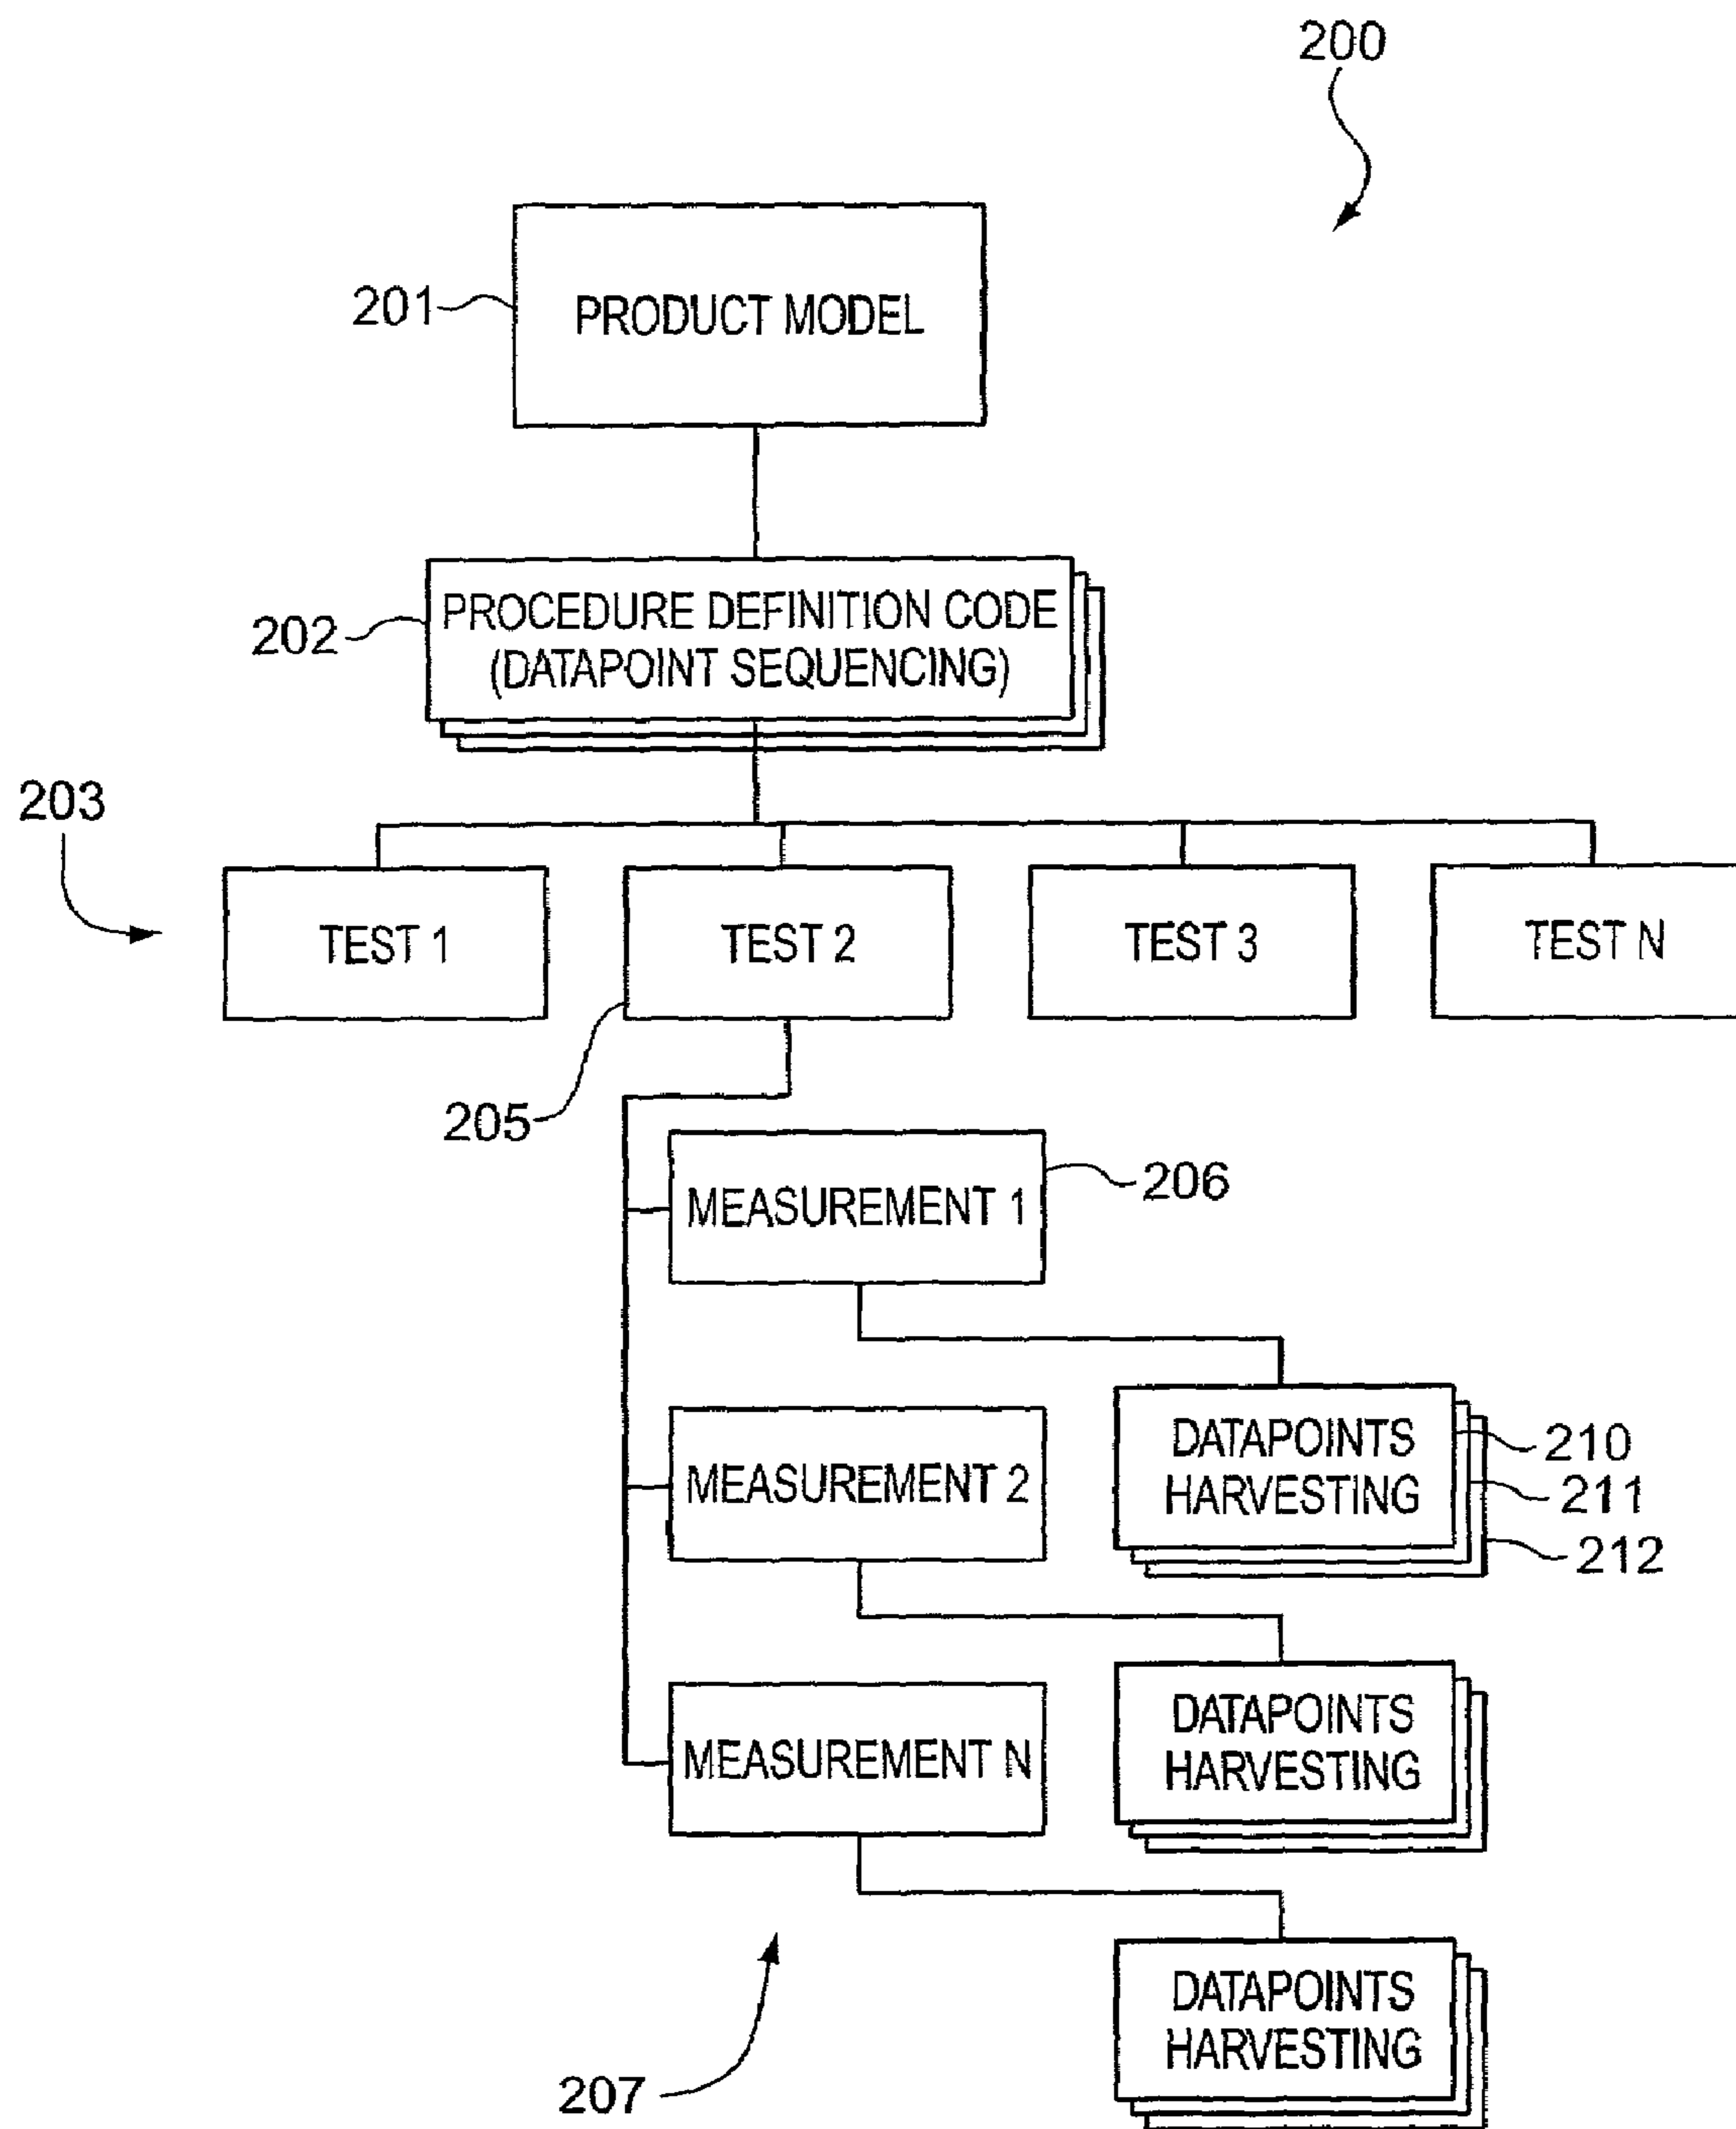 200
201
PRODUCT MODEL
202
PROCEDURE DEFINITION CODE
(DATAPOINT SEQUENCING)
203
TEST 1
TEST 2
TEST 3
TEST N
205
MEASUREMENT 1
206
DATAPOINTS
HARVESTING
210
211
212
MEASUREMENT 2
DATAPOINTS
HARVESTING
MEASUREMENT N
DATAPOINTS
HARVESTING
207